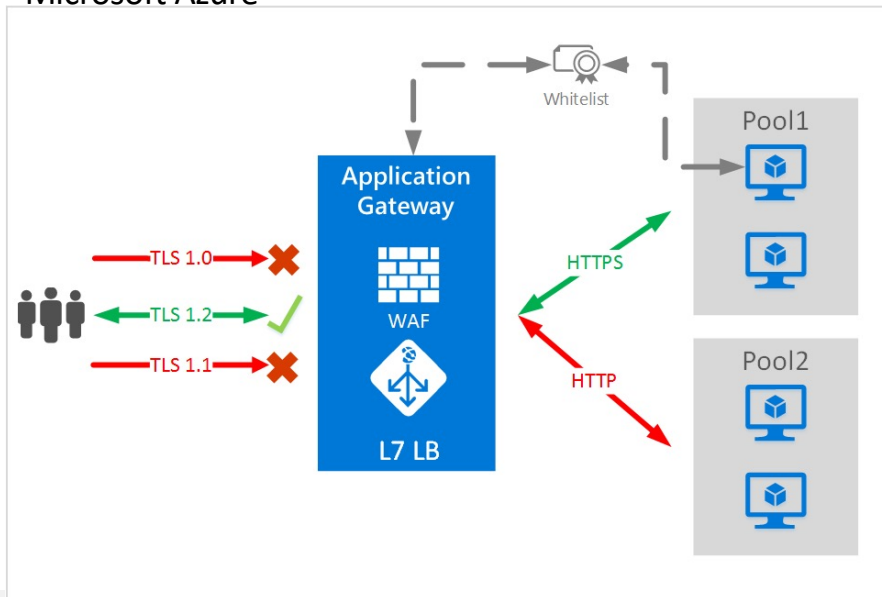 Microsoft Azure
Whitelist
Pool1
Application
Gateway
TLS 1.0
HTTPS
TLS 1.2
WAF
TLS 1.1
Pool2
HTTP
L7 LB